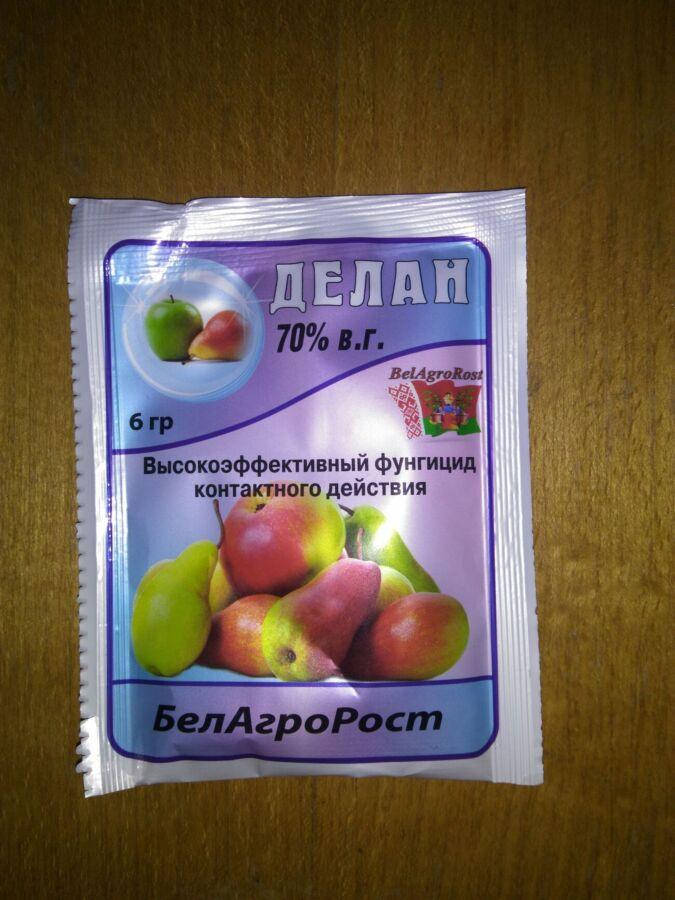 ДЕЛАН
70% в.г.
BelAgroRost
6 гр
Высокоэффективный фунгицид
контактного действия
БелАгроРост